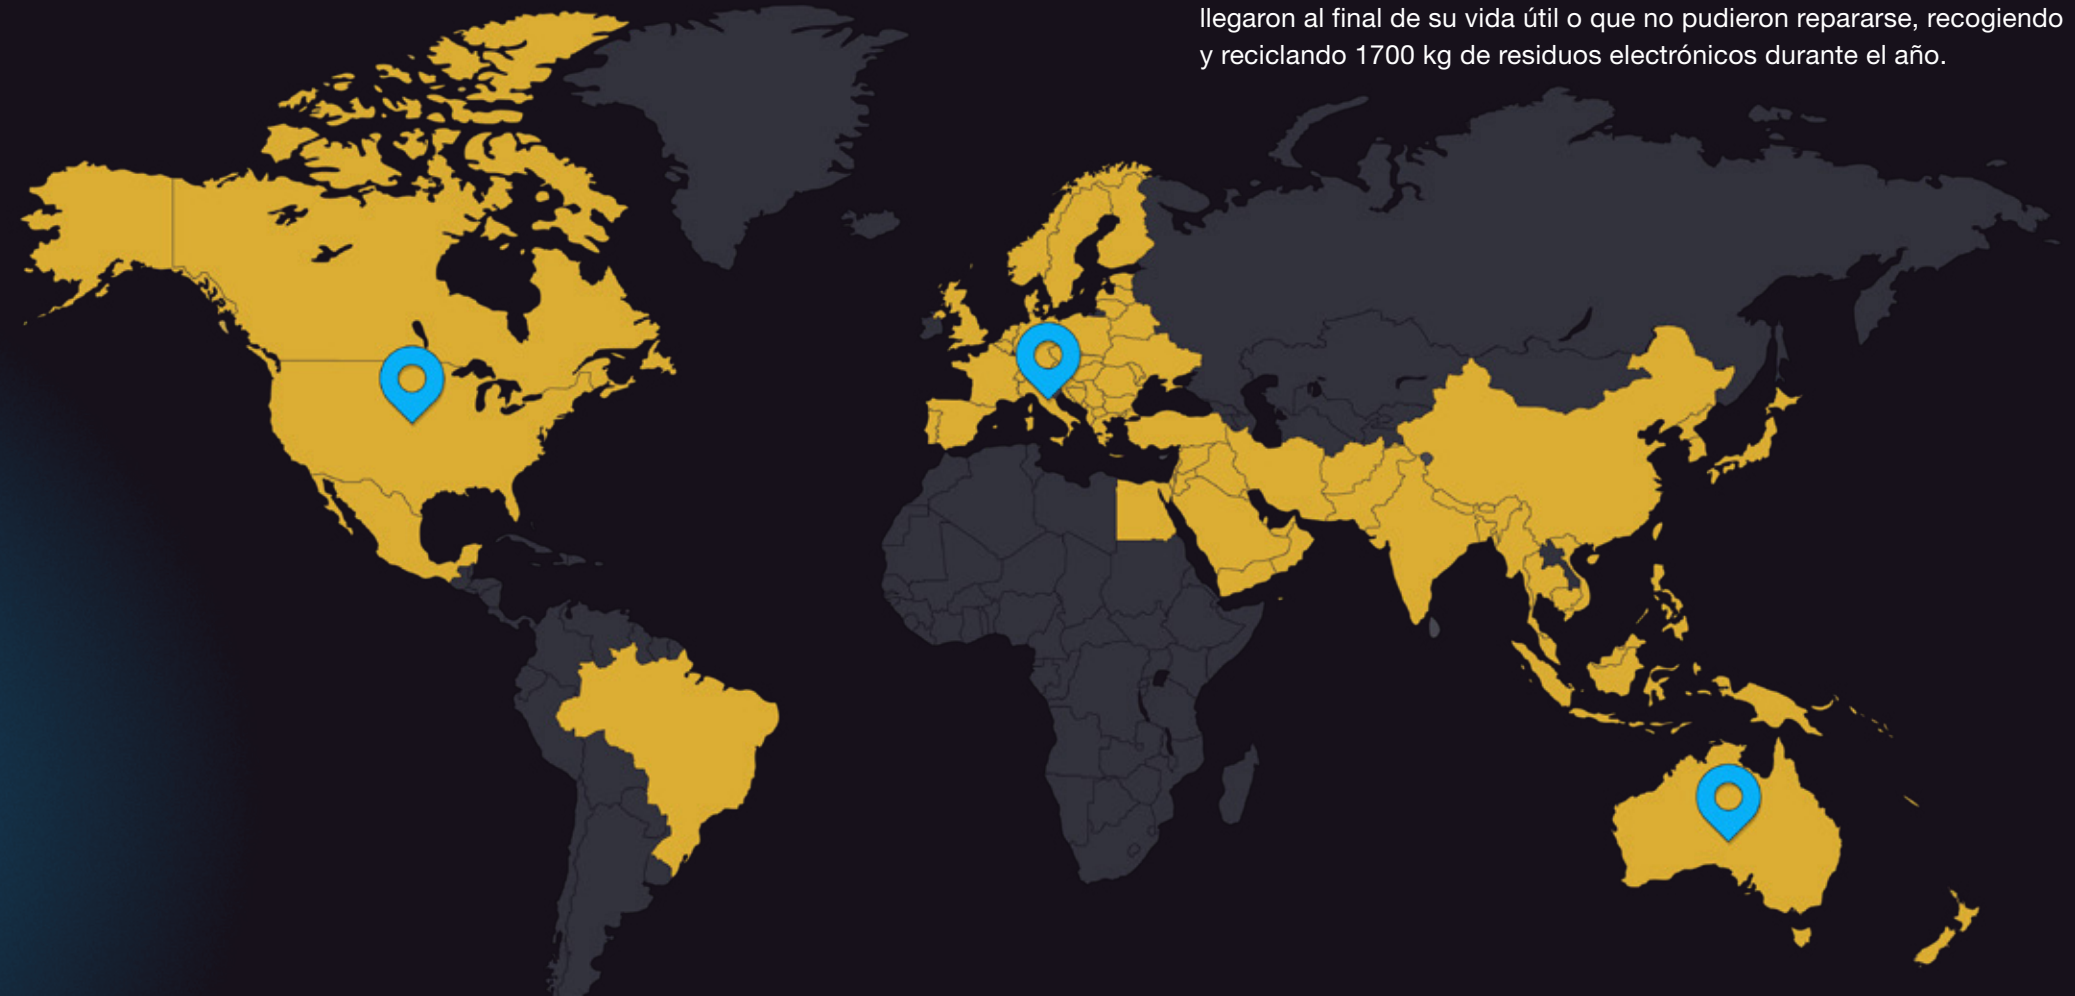 llegaron al final de su vida útil o que no pudieron repararse, recogiendo
y reciclando 1700 kg de residuos electrónicos durante el año.